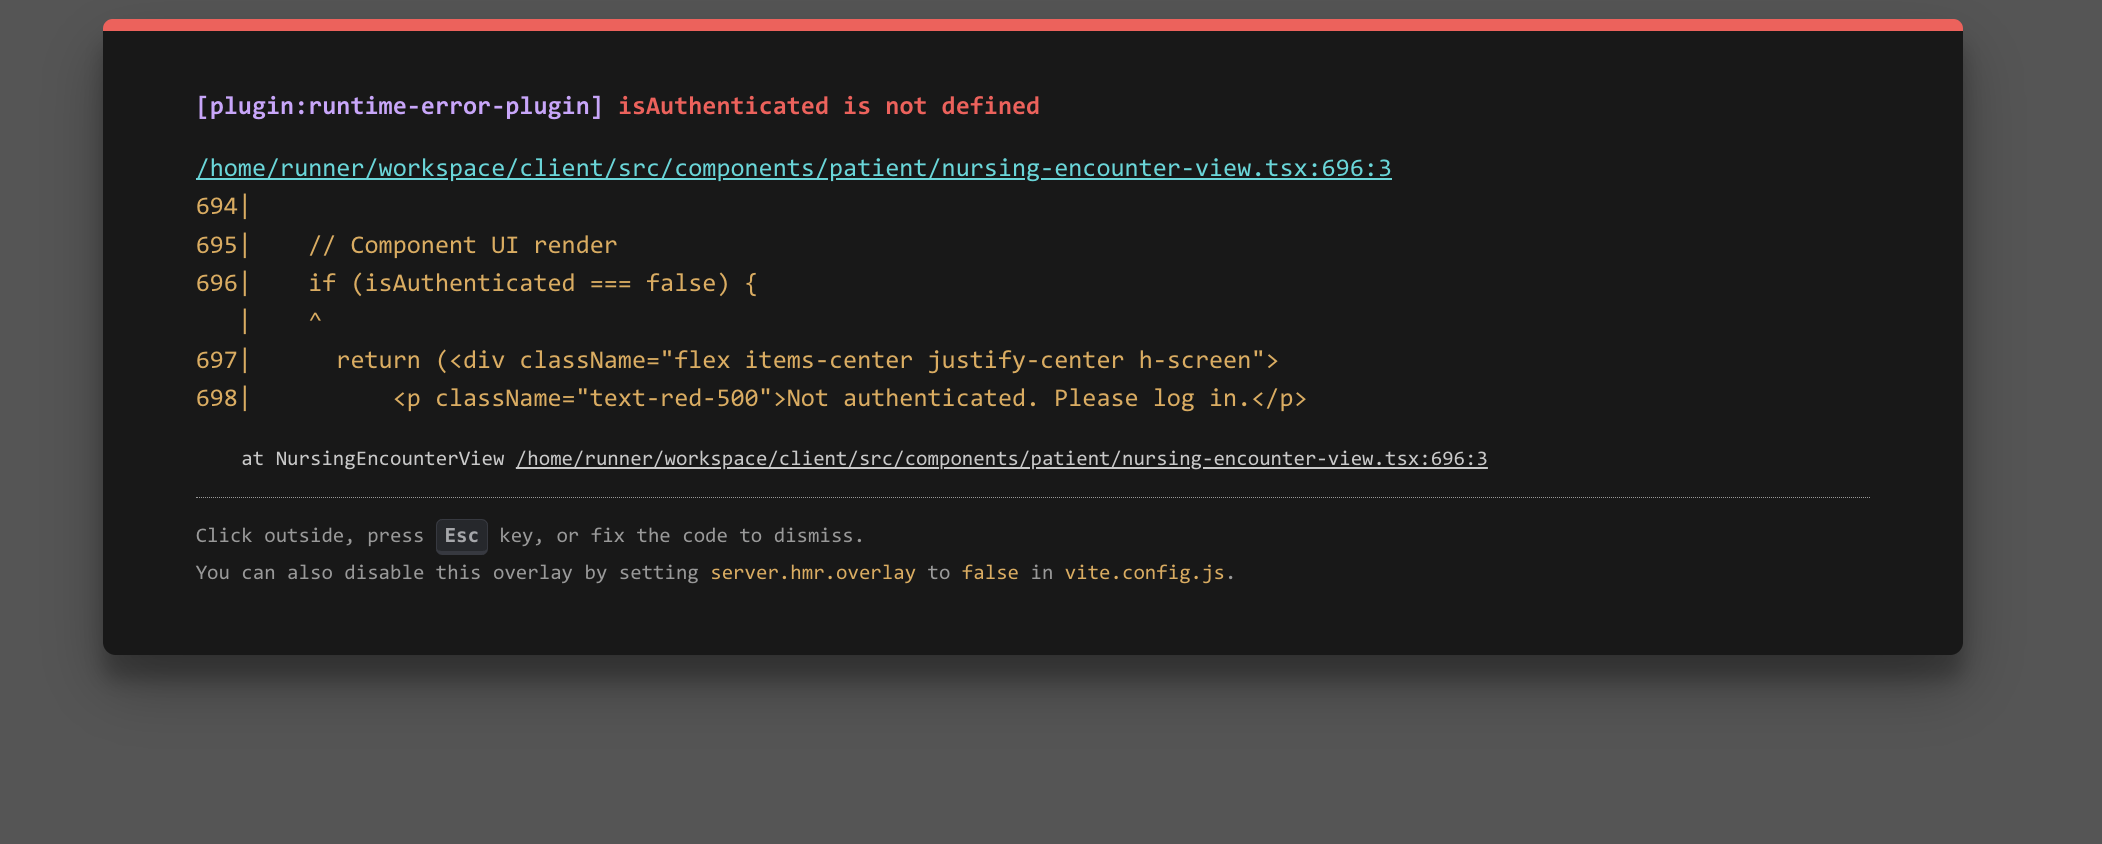 [plugin:runtime-error-plugin] isAuthenticated is not defined
/home/runner/workspace/client/src/components/patient/nursing-encounter-view.tsx:696:3
694|
695|    // Component UI render
696|    if (isAuthenticated === false) {
   |    ^
697|      return (<div className="flex items-center justify-center h-screen">
698|          <p className="text-red-500">Not authenticated. Please log in.</p>
at NursingEncounterView /home/runner/workspace/client/src/components/patient/nursing-encounter-view.tsx:696:3
Click outside, press Esc key, or fix the code to dismiss.
You can also disable this overlay by setting server.hmr.overlay to false in vite.config.js.